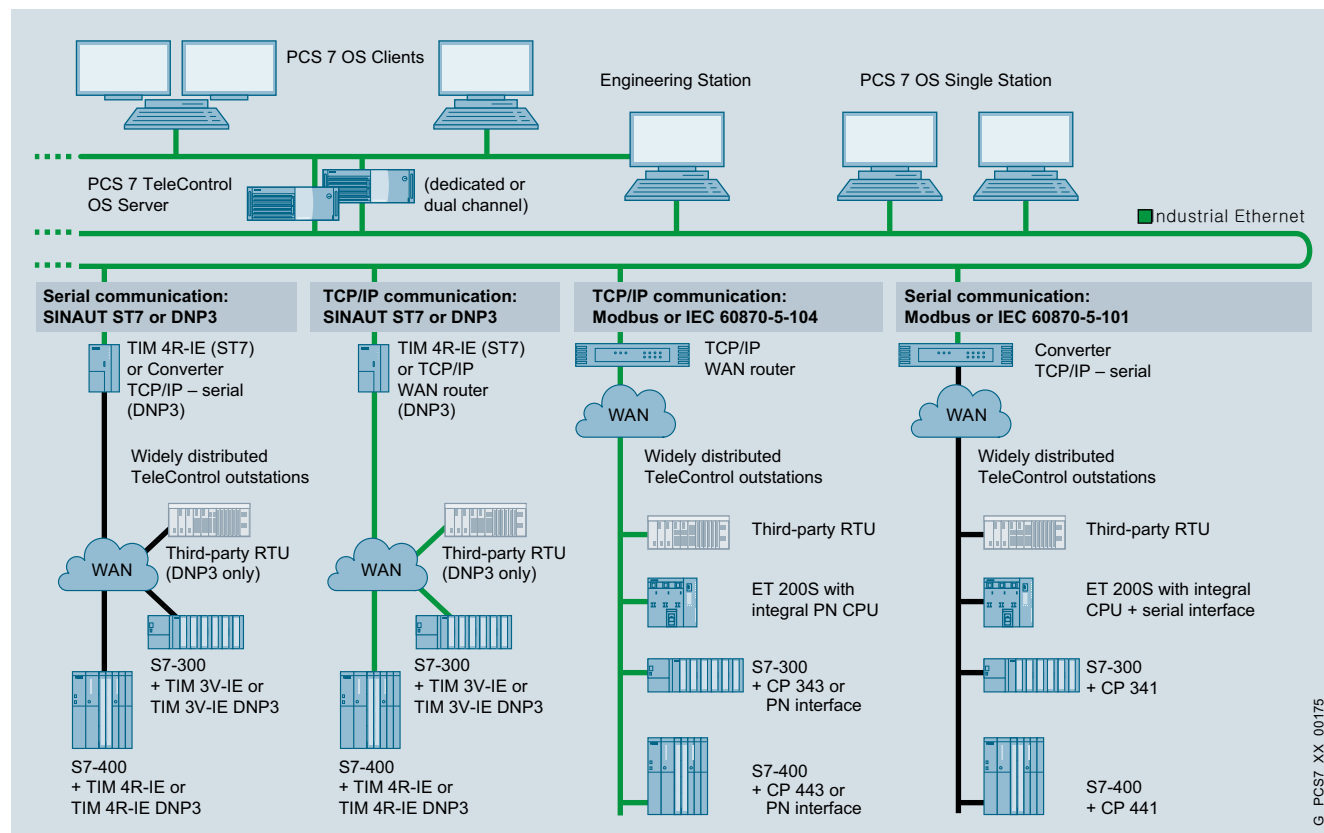 PCS 7 OS Clients
Engineering Station
PCS 7 OS Single Station
PCS 7 TeleControl
OS Server
(dedicated or
dual channel)
Industrial Ethernet
Serial communication:
SINAUT ST7 or DNP3
TIM 4R-IE (ST7)
or Converter
TCP/IP – serial
(DNP3)
Widely distributed
TeleControl outstations
Third-party RTU
(DNP3 only)
WAN
S7-300
+ TIM 3V-IE or
TIM 3V-IE DNP3
S7-400
+ TIM 4R-IE or
TIM 4R-IE DNP3
TCP/IP communication:
SINAUT ST7 or DNP3
TIM 4R-IE (ST7)
or TCP/IP
WAN router
(DNP3)
Widely distributed
TeleControl outstations
Third-party RTU
(DNP3 only)
WAN
S7-300
+ TIM 3V-IE or
TIM 3V-IE DNP3
S7-400
+ TIM 4R-IE or
TIM 4R-IE DNP3
TCP/IP communication:
Modbus or IEC 60870-5-104
TCP/IP
WAN router
WAN
Widely distributed
TeleControl outstations
Third-party RTU
ET 200S with
integral PN CPU
S7-300
+ CP 343 or
PN interface
S7-400
+ CP 443 or
PN interface
Serial communication:
Modbus or IEC 60870-5-101
Converter
TCP/IP – serial
WAN
Widely distributed
TeleControl outstations
Third-party RTU
ET 200S with integral
CPU + serial interface
S7-300
+ CP 341
S7-400
+ CP 441
G_PCS7_XX_00175